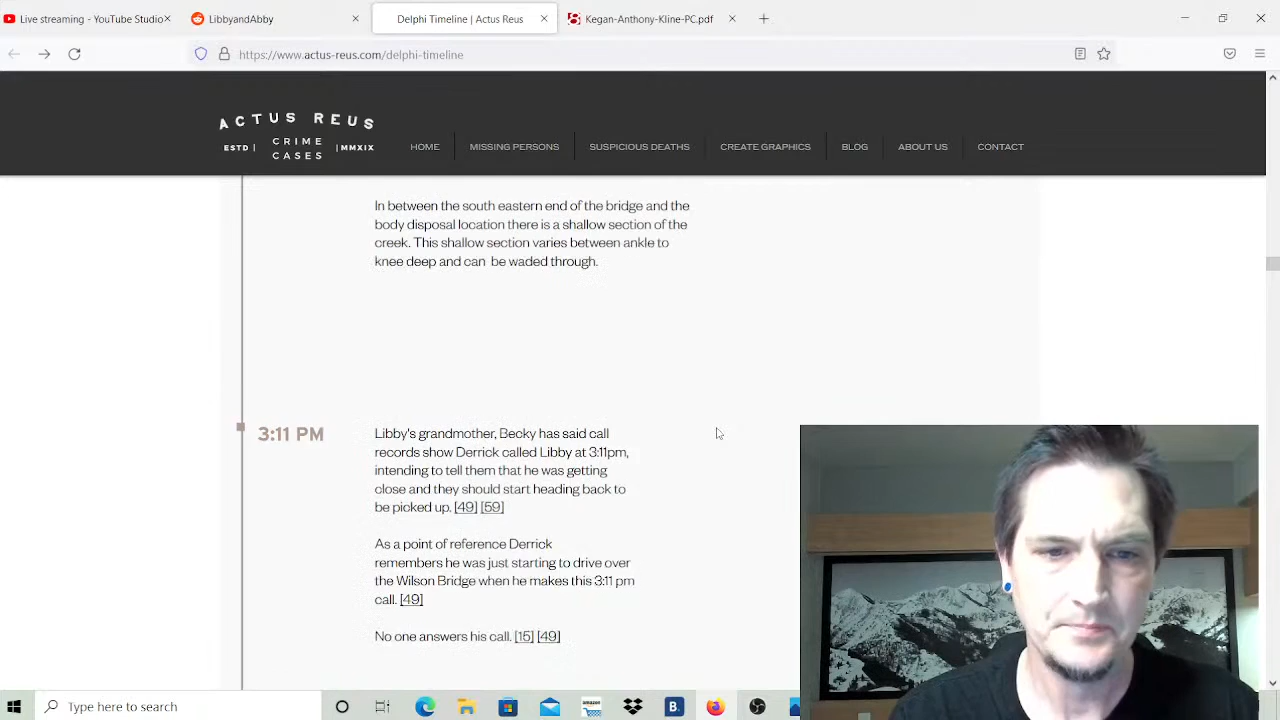 Live streaming - YouTube Studio
LibbyandAbby
Delphi Timeline | Actus Reus
Kegan-Anthony-Kline-PC.pdf
https://www.actus-reus.com/delphi-timeline
ACTUS REUS
ESTD | CRIME CASES | MMXIX
HOME
MISSING PERSONS
SUSPICIOUS DEATHS
CREATE GRAPHICS
BLOG
ABOUT US
CONTACT
In between the south eastern end of the bridge and the
body disposal location there is a shallow section of the
creek. This shallow section varies between ankle to
knee deep and can be waded through.
3:11 PM
Libby's grandmother, Becky has said call
records show Derrick called Libby at 3:11pm,
intending to tell them that he was getting
close and they should start heading back to
be picked up. [49] [59]
As a point of reference Derrick
remembers he was just starting to drive over
the Wilson Bridge when he makes this 3:11 pm
call. [49]
No one answers his call. [15] [49]
Type here to search
amazon
B.